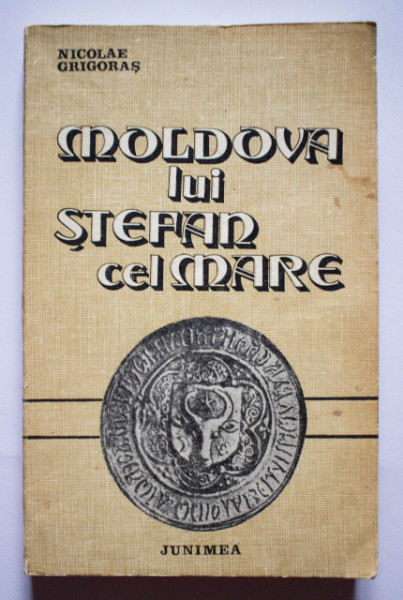 NICOLAE
GRIGORAȘ
MOLDOVA
lui
ȘTEFAN
cel MARE
JUNIMEA